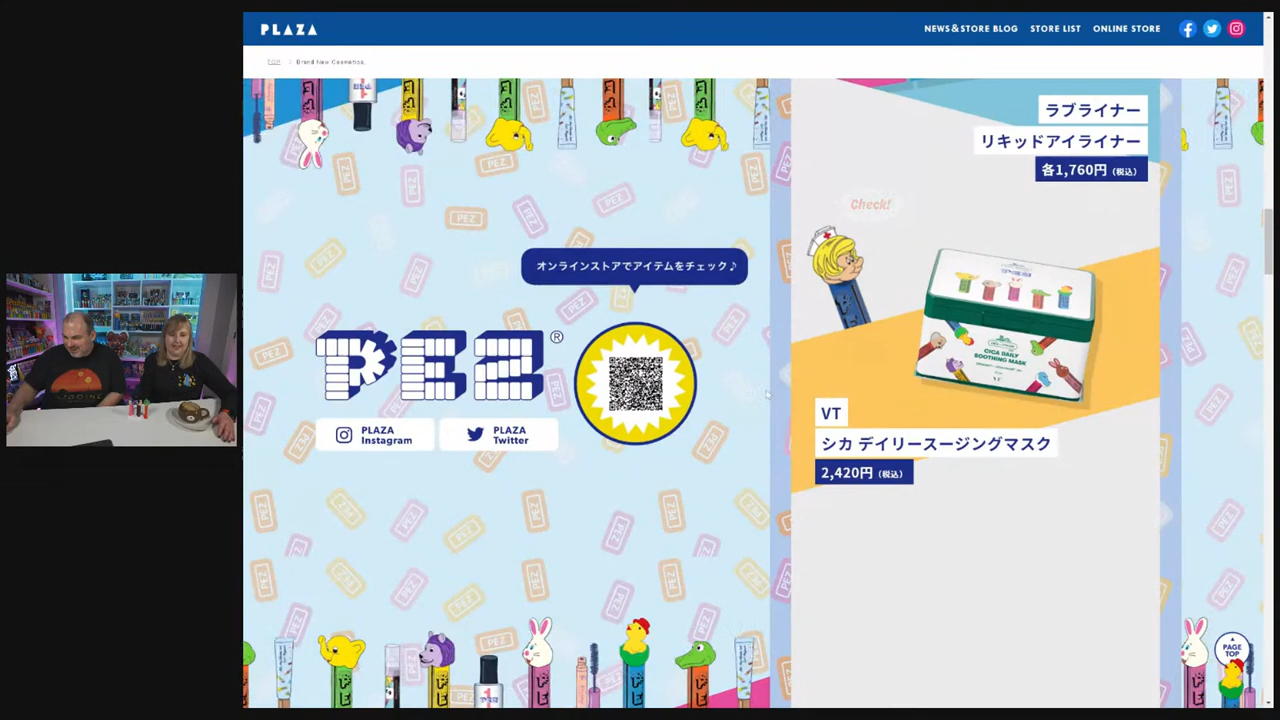 PLAZA
NEWS&STORE BLOG
STORE LIST
ONLINE STORE
TOP
Brand New Cosmetics.
ラブライナー
リキッドアイライナー
各1,760円 (税込)
Check!
オンラインストアでアイテムをチェック♪
PEZ®
PLAZA
Instagram
PLAZA
Twitter
CICA DAILY
SOOTHING MASK
VT
シカ デイリースージングマスク
2,420円 (税込)
PAGE
TOP